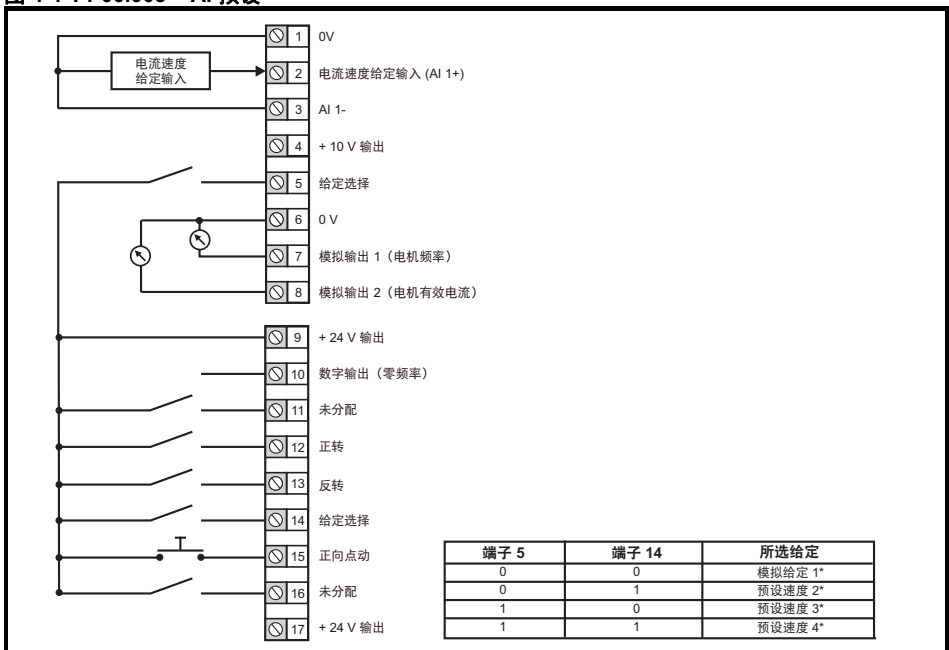 1 0V
电流速度
给定输入
2 电流速度给定输入 (AI 1+)
3 AI 1-
4 + 10 V 输出
5 给定选择
6 0 V
7 模拟输出 1（电机频率）
8 模拟输出 2（电机有效电流）
9 + 24 V 输出
10 数字输出（零频率）
11 未分配
12 正转
13 反转
14 给定选择
15 正向点动
16 未分配
17 + 24 V 输出
端子 5 端子 14 所选给定
0 0 模拟给定 1*
0 1 预设速度 2*
1 0 预设速度 3*
1 1 预设速度 4*